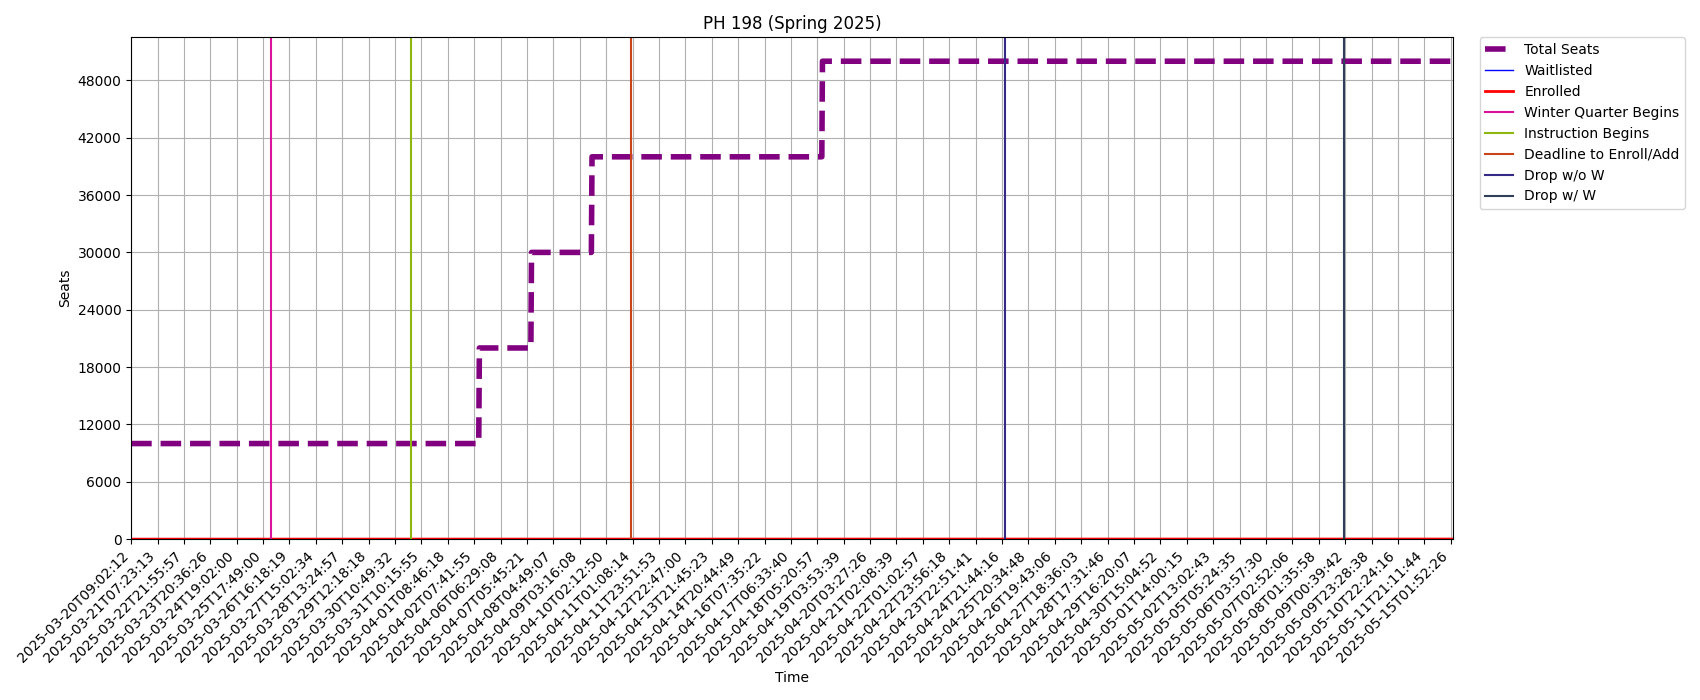 PH 198 (Spring 2025)
48000
42000
36000
30000
24000
18000
12000
6000
0
Seats
2025-03-20T09:02:12
2025-03-21T07:23:13
2025-03-22T21:55:57
2025-03-23T20:36:26
2025-03-24T19:02:00
2025-03-25T17:49:00
2025-03-26T16:18:19
2025-03-27T15:02:34
2025-03-28T13:24:57
2025-03-29T12:18:18
2025-03-30T10:49:32
2025-03-31T10:15:55
2025-04-01T08:46:18
2025-04-02T07:41:55
2025-04-06T06:29:08
2025-04-07T05:45:21
2025-04-08T04:49:07
2025-04-09T03:16:08
2025-04-10T02:12:50
2025-04-11T01:08:14
2025-04-11T23:51:53
2025-04-12T22:47:00
2025-04-13T21:45:23
2025-04-14T20:44:49
2025-04-16T07:35:22
2025-04-17T06:33:40
2025-04-18T05:20:57
2025-04-19T03:53:39
2025-04-20T03:27:26
2025-04-21T02:08:39
2025-04-22T01:02:57
2025-04-22T23:56:18
2025-04-23T22:51:41
2025-04-24T21:44:16
2025-04-25T20:34:48
2025-04-26T19:43:06
2025-04-27T18:36:03
2025-04-28T17:31:46
2025-04-29T16:20:07
2025-04-30T15:04:52
2025-05-01T14:00:15
2025-05-02T13:02:43
2025-05-05T05:24:35
2025-05-06T03:57:30
2025-05-07T02:52:06
2025-05-08T01:35:58
2025-05-09T00:39:42
2025-05-09T23:28:38
2025-05-10T22:24:16
2025-05-11T21:11:44
2025-05-15T01:52:26
Time
Total Seats
Waitlisted
Enrolled
Winter Quarter Begins
Instruction Begins
Deadline to Enroll/Add
Drop w/o W
Drop w/ W